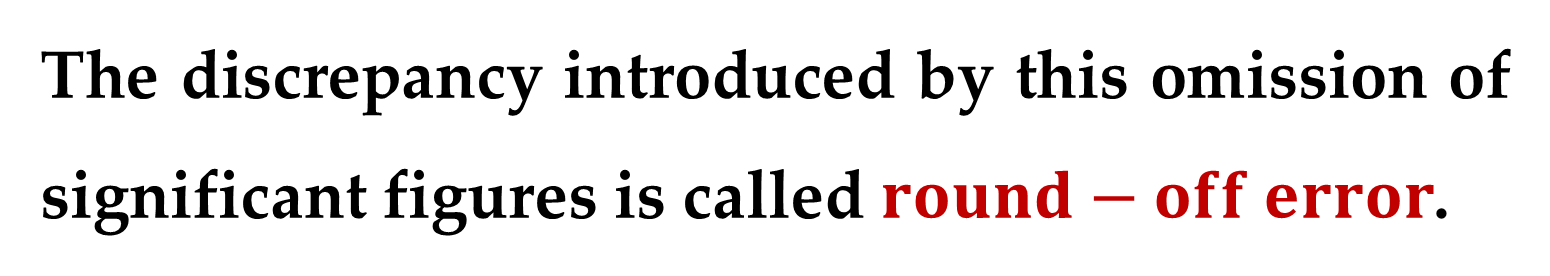 The discrepancy introduced by this omission of
significant figures is called round – off error.